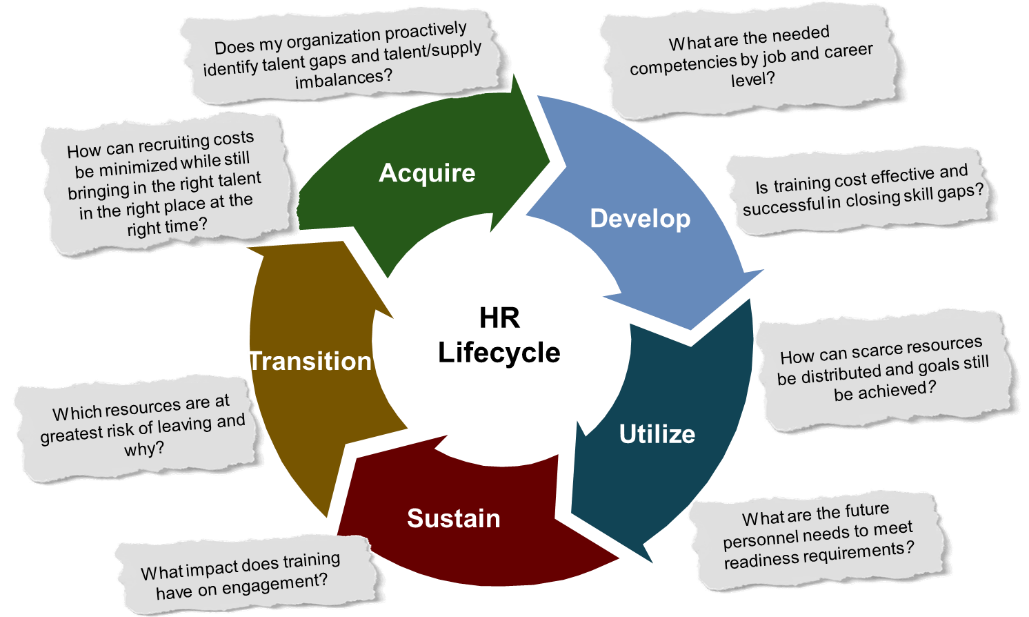 Does my organization proactively
identify talent gaps and talent/supply
imbalances?
What are the needed
competencies by job and career
level?
How can recruiting costs
be minimized while still
bringing in the right talent
in the right place at the
right time?
Acquire
Is training cost effective and
successful in closing skill gaps?
Develop
HR
Lifecycle
Transition
How can scarce resources
be distributed and goals still
be achieved?
Which resources are at
greatest risk of leaving and
why?
Utilize
Sustain
What are the future
personnel needs to meet
readiness requirements?
What impact does training
have on engagement?